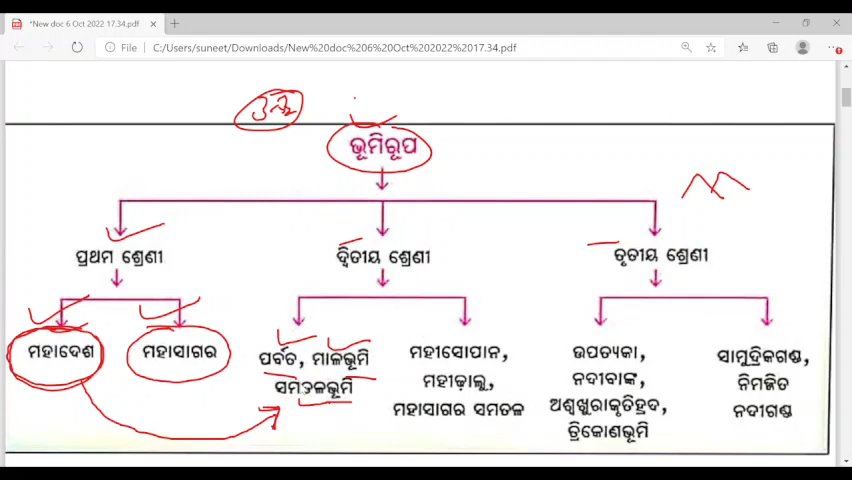 *New doc 6 Oct 2022 17.34.pdf
File
C:/Users/suneet/Downloads/New%20doc%206%20Oct%202022%2017.34.pdf
ଭୂମିରୂପ
ପ୍ରଥମ ଶ୍ରେଣୀ
ଦ୍ଵିତୀୟ ଶ୍ରେଣୀ
ତୃତୀୟ ଶ୍ରେଣୀ
ମହାଦେଶ
ମହାସାଗର
ପର୍ବତ, ମାଳଭୂମି
ସମତଳଭୂମି
ମହୀସୋପାନ,
ମହୀଢ଼ାଲୁ,
ମହାସାଗର ସମତଳ
ଉପତ୍ୟକା,
ନଦୀବାଙ୍କ,
ଅଶ୍ଵଖୁରାକୃତିହ୍ରଦ,
ତ୍ରିକୋଣଭୂମି
ସାମୁଦ୍ରିକଗଣ୍ଡ,
ନିମଜ୍ଜିତ
ନଦୀଗଣ୍ଡ